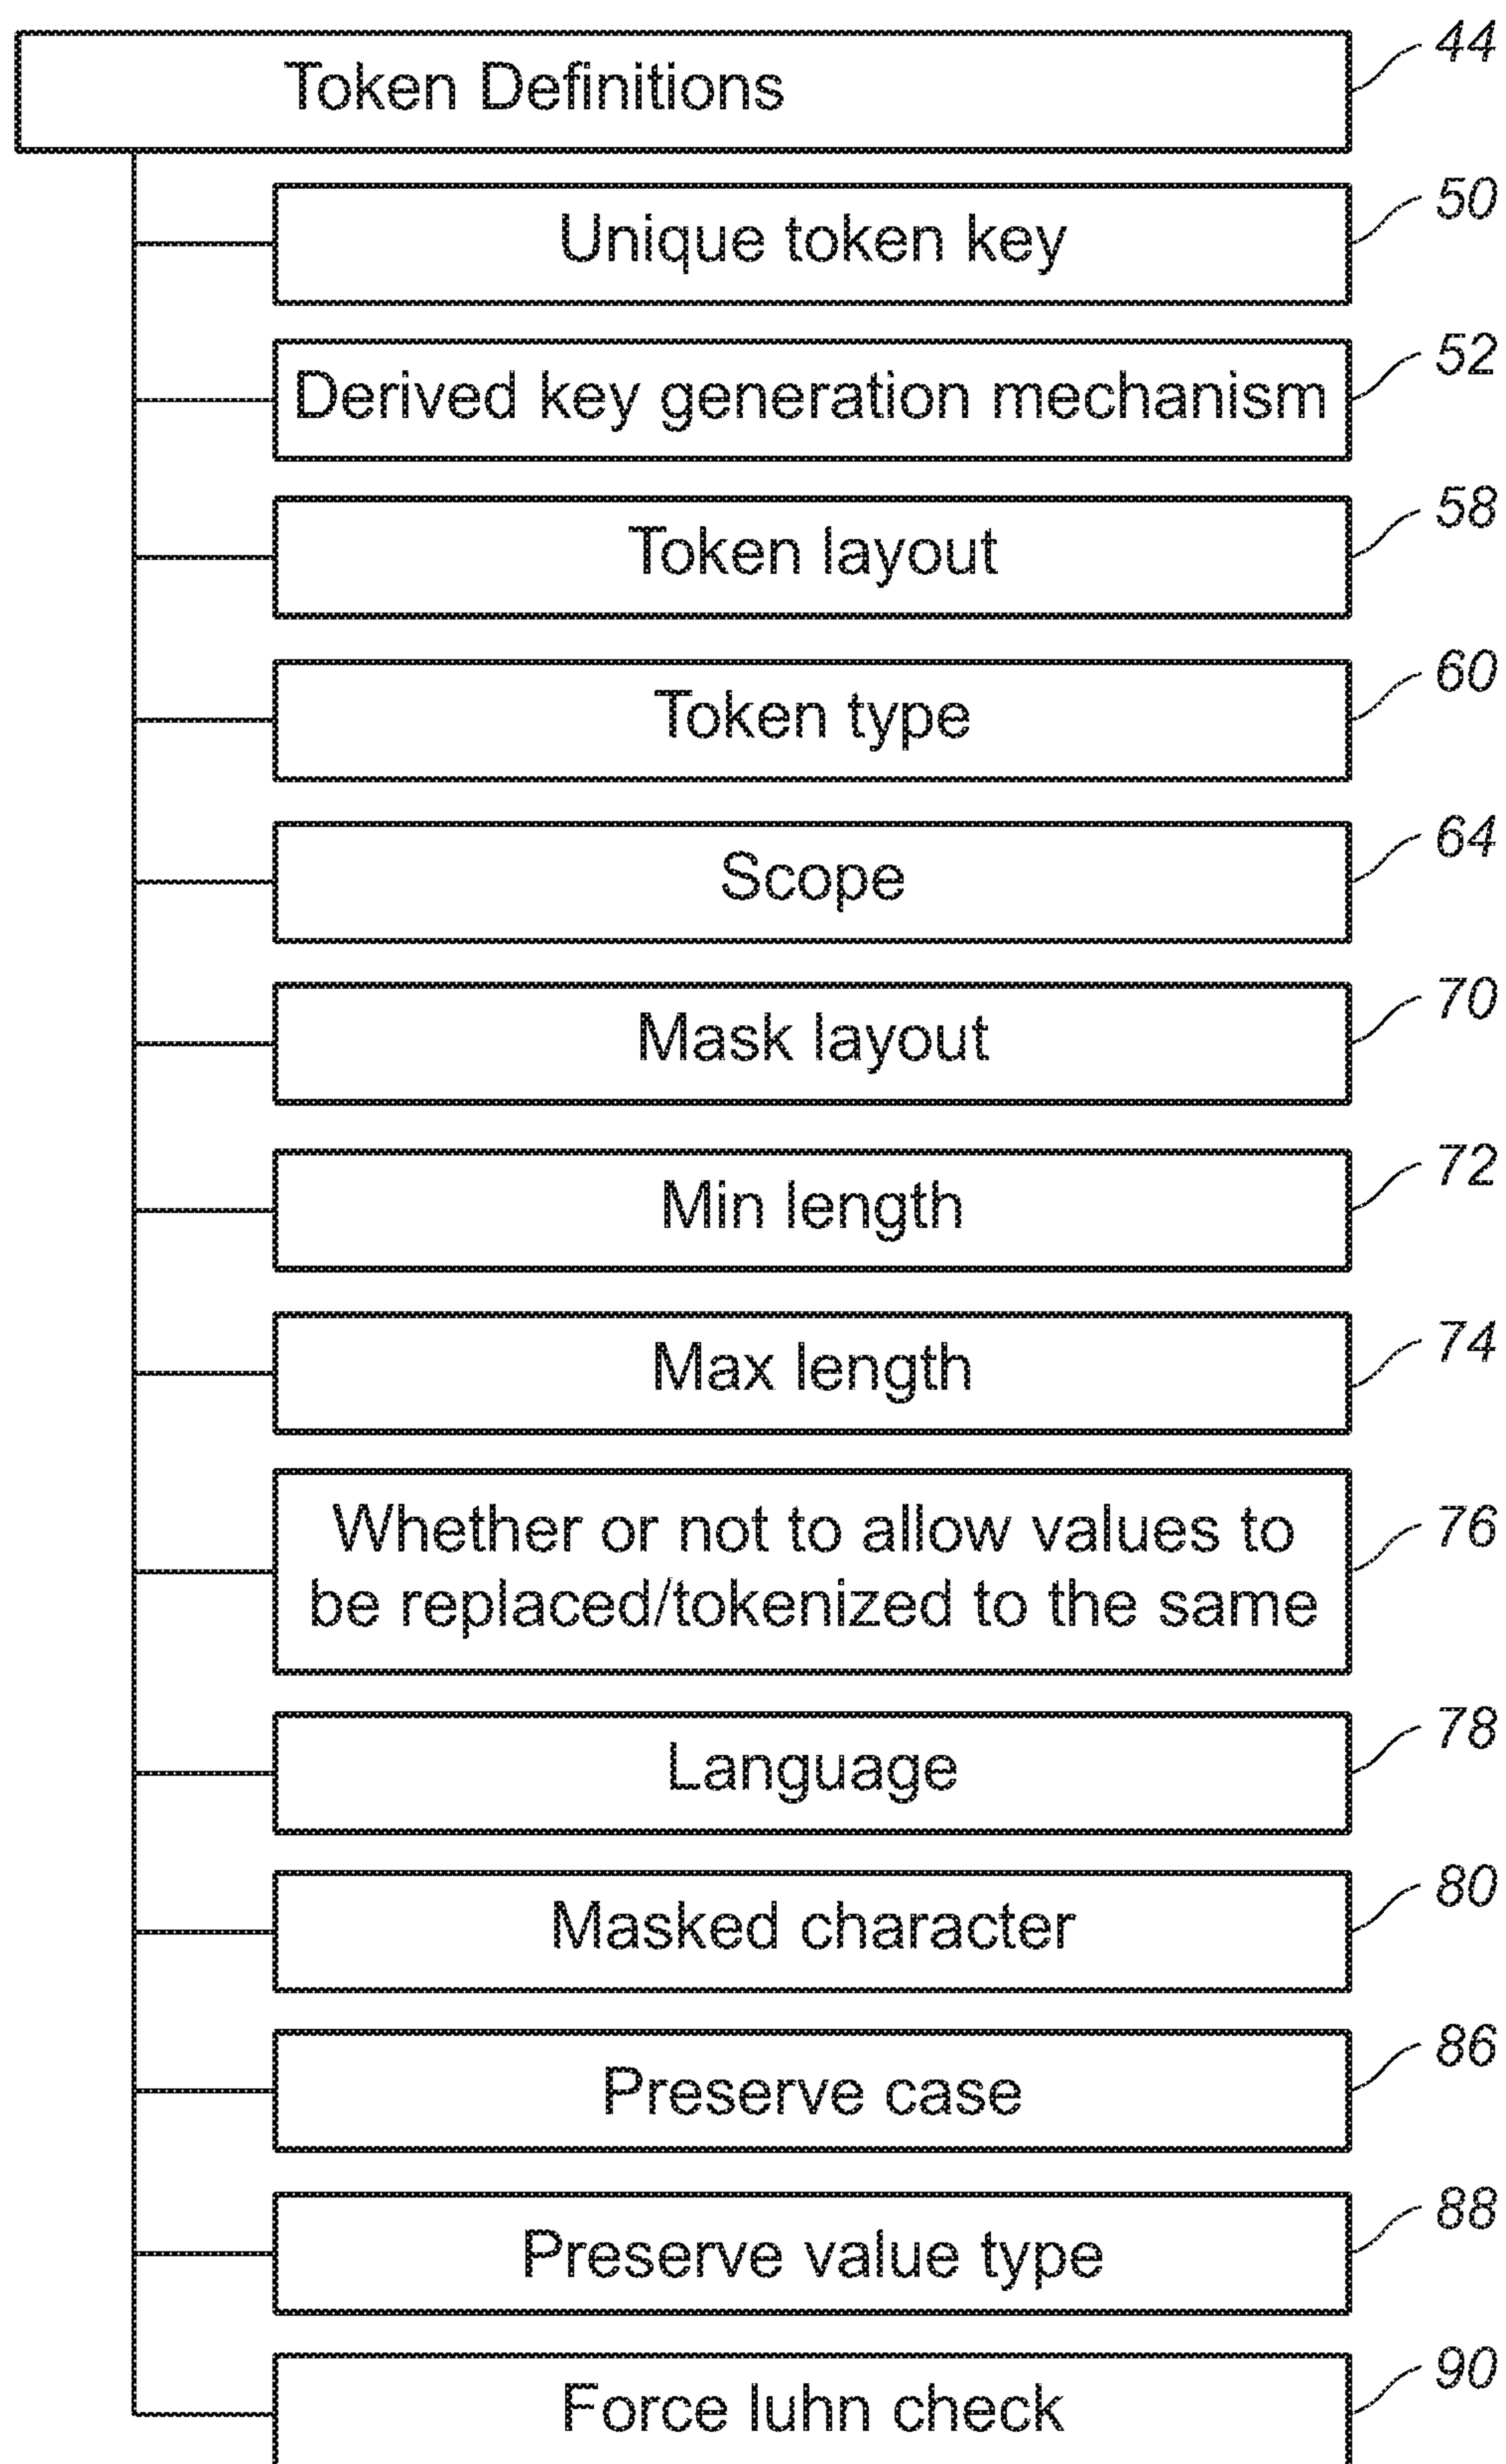 Token Definitions 44
Unique token key 50
Derived key generation mechanism 52
Token layout 58
Token type 60
Scope 64
Mask layout 70
Min length 72
Max length 74
Whether or not to allow values to 76
be replaced/tokenized to the same
Language 78
Masked character 80
Preserve case 86
Preserve value type 88
Force luhn check 90